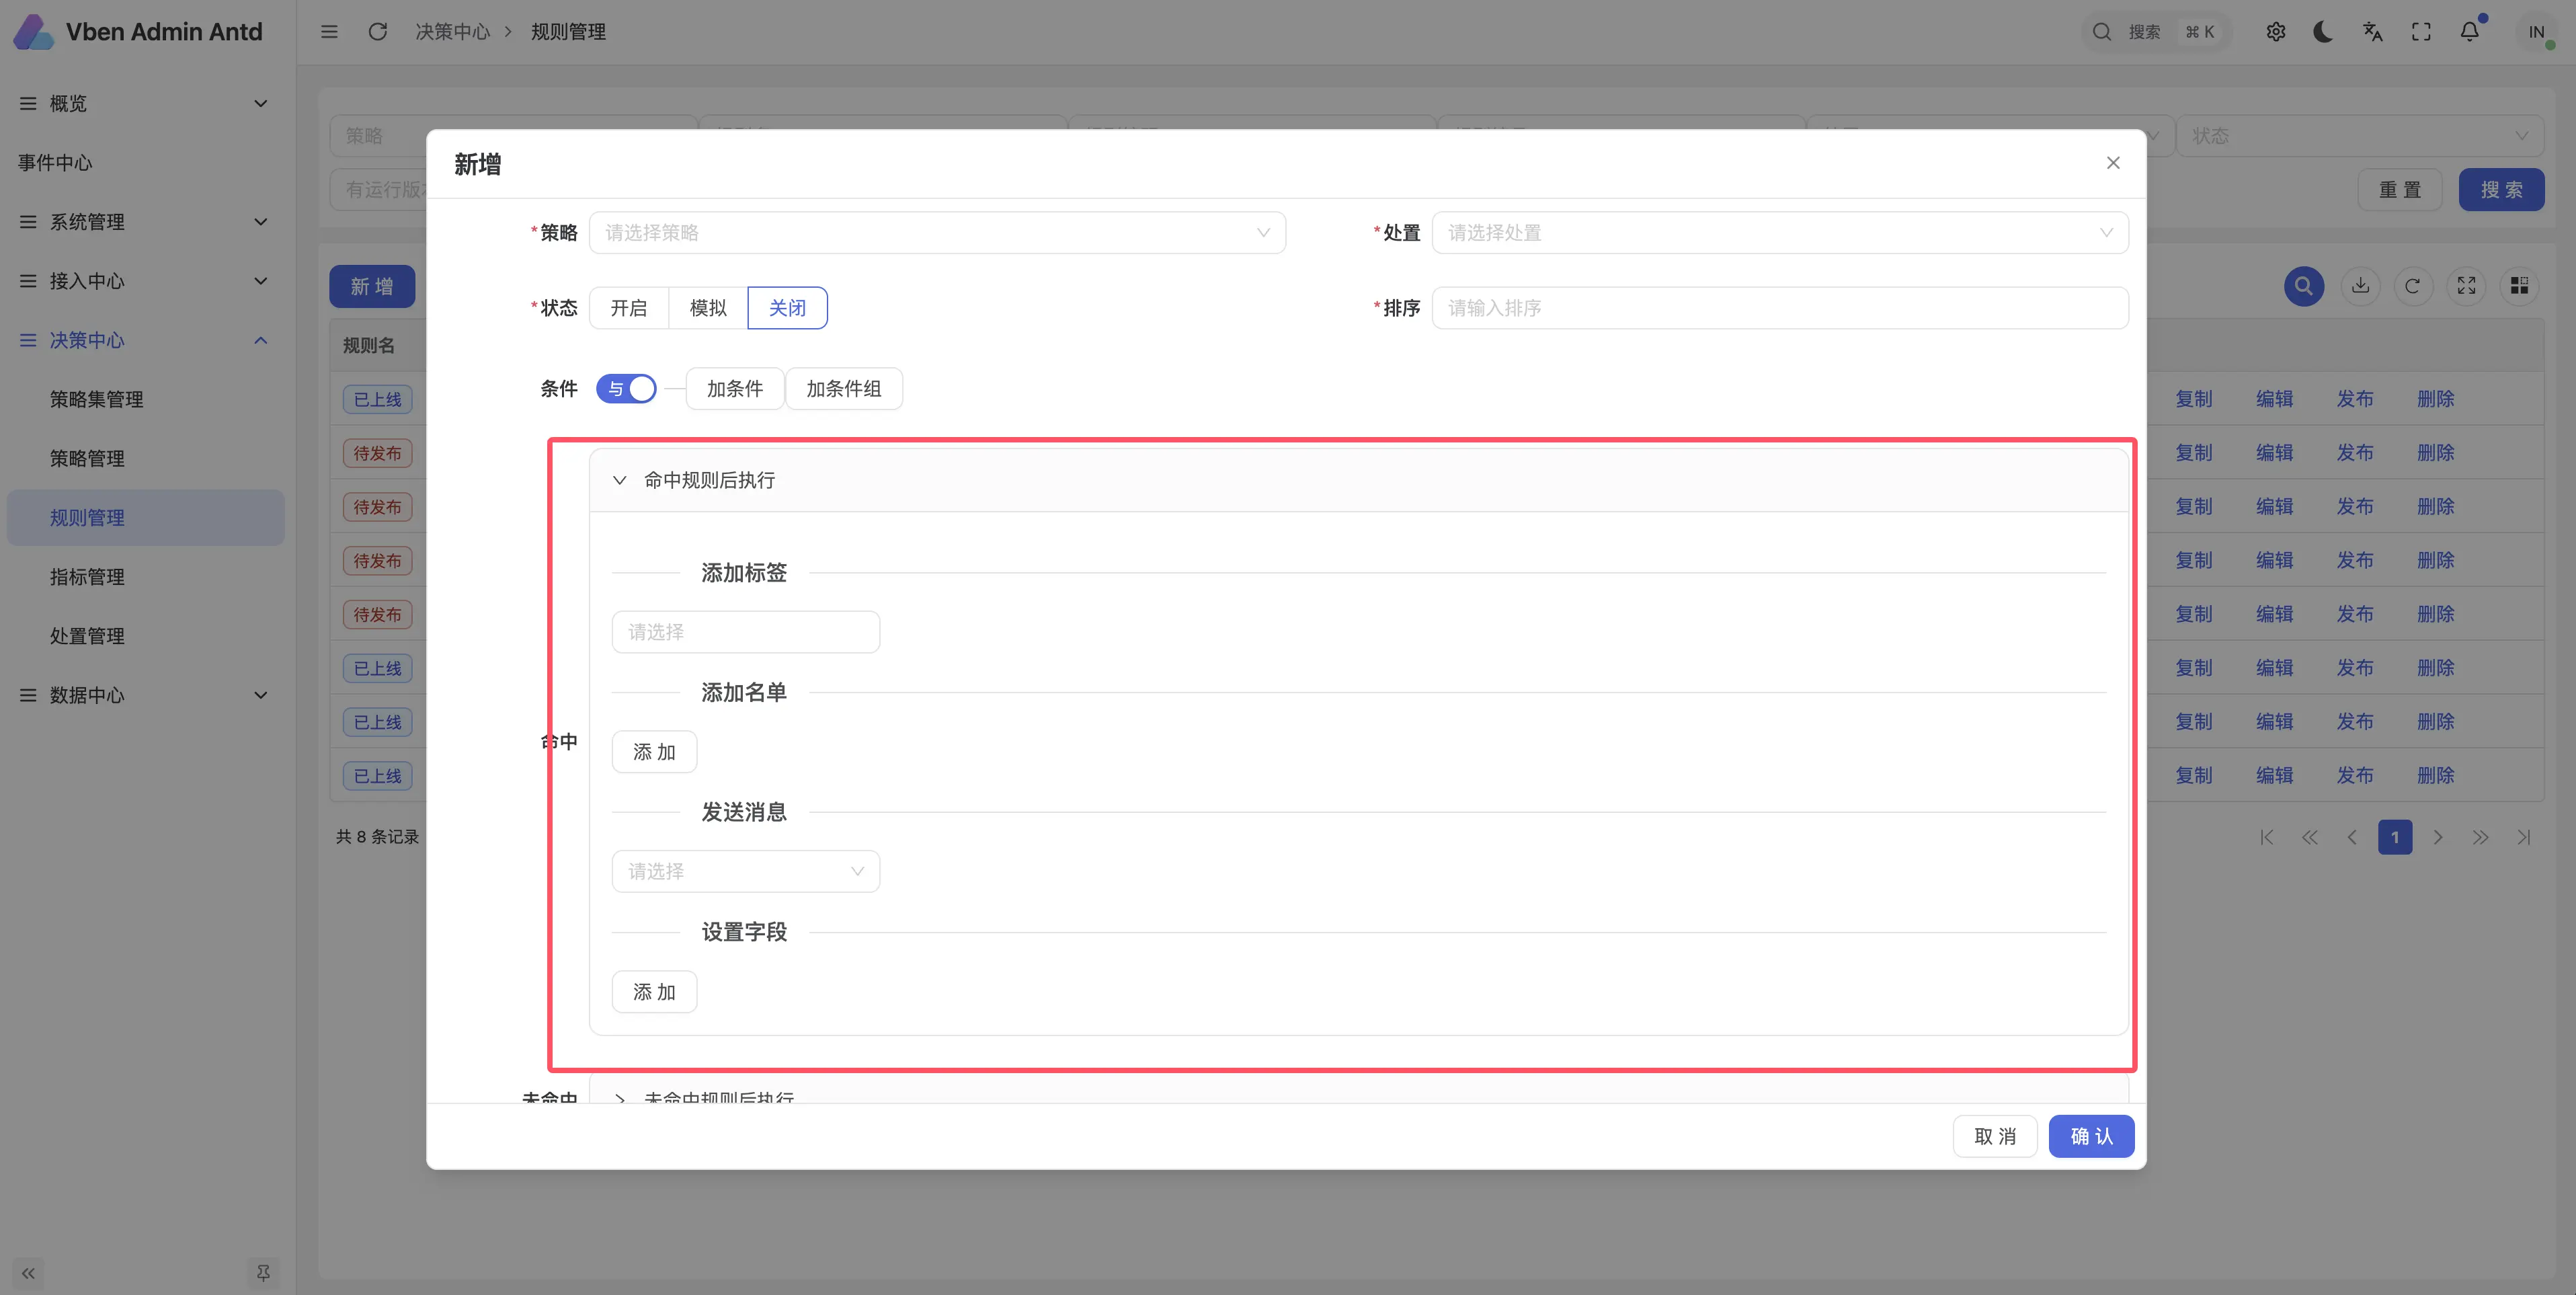 Vben Admin Antd
决策中心 > 规则管理
搜索 ⌘ K
IN
概览
事件中心
系统管理
接入中心
决策中心
策略集管理
策略管理
规则管理
指标管理
处置管理
数据中心
策略
状态
有运行版本
重 置
搜 索
新 增
规则名
已上线
复制 编辑 发布 删除
待发布
复制 编辑 发布 删除
待发布
复制 编辑 发布 删除
待发布
复制 编辑 发布 删除
待发布
复制 编辑 发布 删除
已上线
复制 编辑 发布 删除
已上线
复制 编辑 发布 删除
已上线
复制 编辑 发布 删除
共 8 条记录
1
新增
*策略 请选择策略
*处置 请选择处置
*状态 开启 模拟 关闭
*排序 请输入排序
条件 与 加条件 加条件组
命中
命中规则后执行
添加标签
请选择
添加名单
添 加
发送消息
请选择
设置字段
添 加
未命中 未命中规则后执行
取 消
确 认